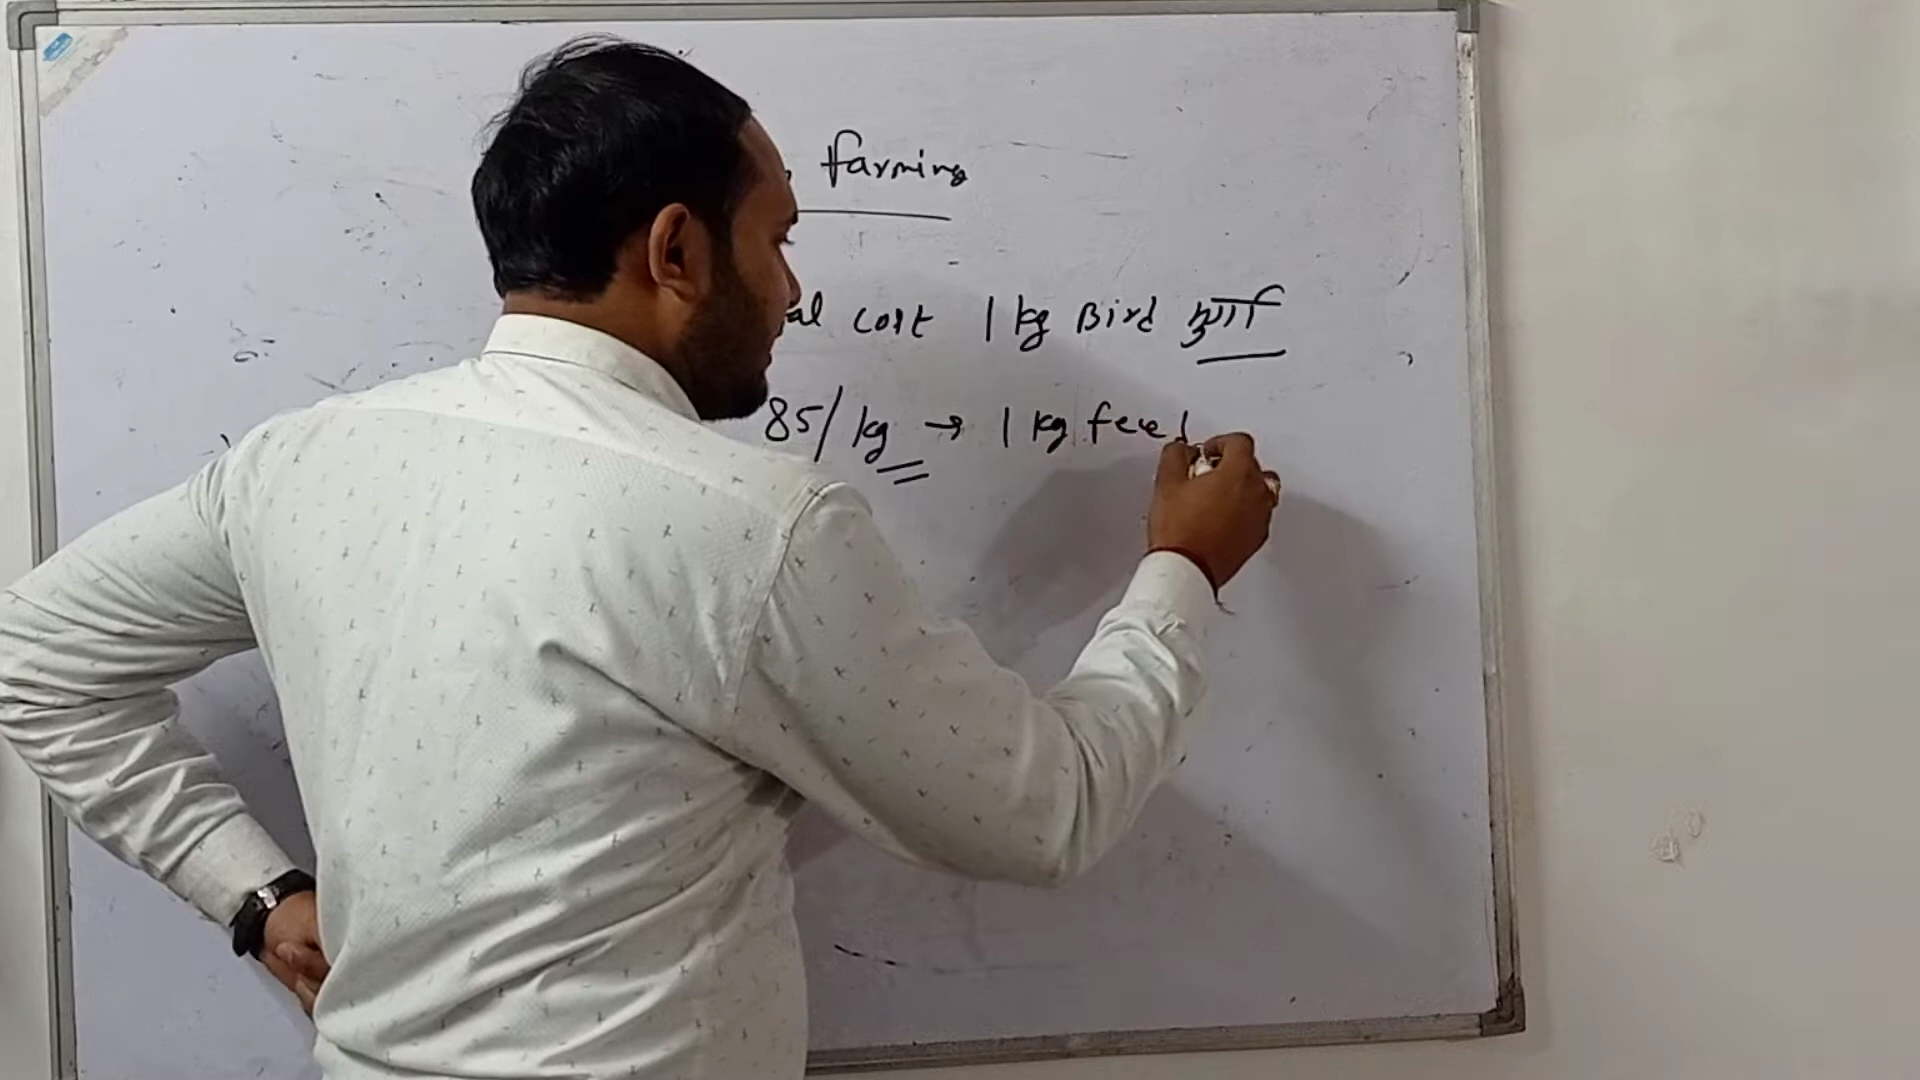 farming
cost 1 kg Bird मुर्गा
85/kg → 1 kg feed